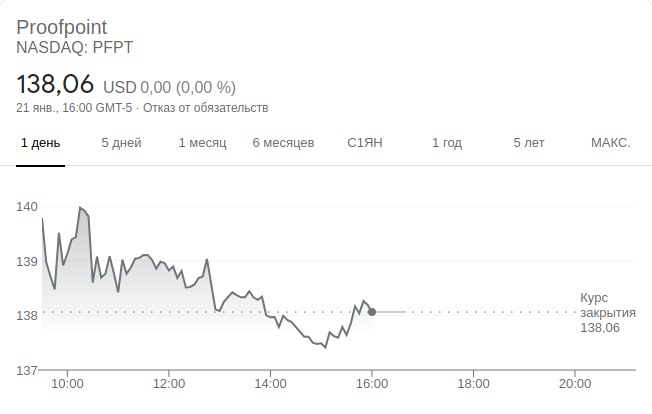 Proofpoint
NASDAQ: PFPT
138,06 USD 0,00 (0,00 %)
21 янв., 16:00 GMT-5 · Отказ от обязательств
1 день 5 дней 1 месяц 6 месяцев С1ЯН 1 год 5 лет МАКС.
140
139
138
137
Курс
закрытия
138,06
10:00 12:00 14:00 16:00 18:00 20:00